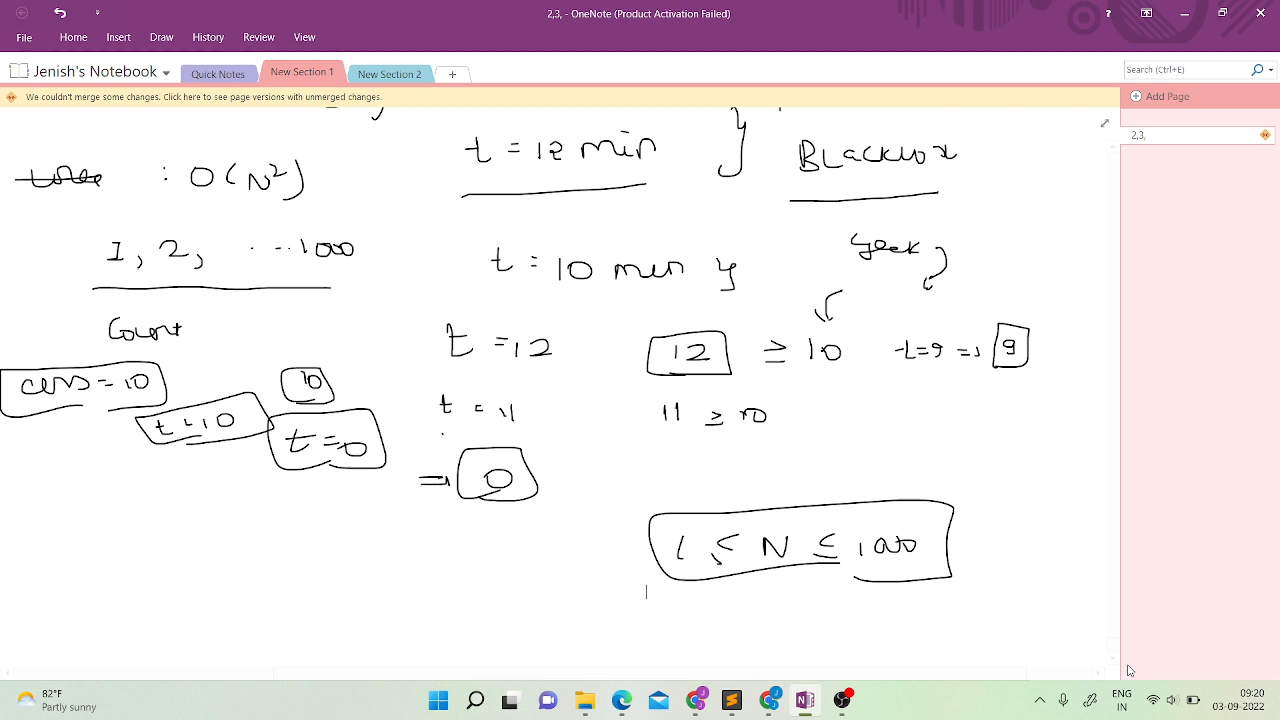 2,3, - OneNote (Product Activation Failed)
File Home Insert Draw History Review View
Jenish's Notebook Quick Notes New Section 1 New Section 2
Search (Ctrl+E)
We couldn't merge some changes. Click here to see page versions with unmerged changes.
Add Page
2,3,
t = 12 min
Blackbox
: O(N²)
1, 2, ....1000
t = 10 min y
Geek
Count
t = 12
12 ≥ 10
t=9 => 9
cans = 10
10
t = 10
t = 11
11 ≥ 10
t = 0
=> 0
1 ≤ N ≤ 1000
82°F
Partly sunny
ENG
IN
09:20
03-09-2022